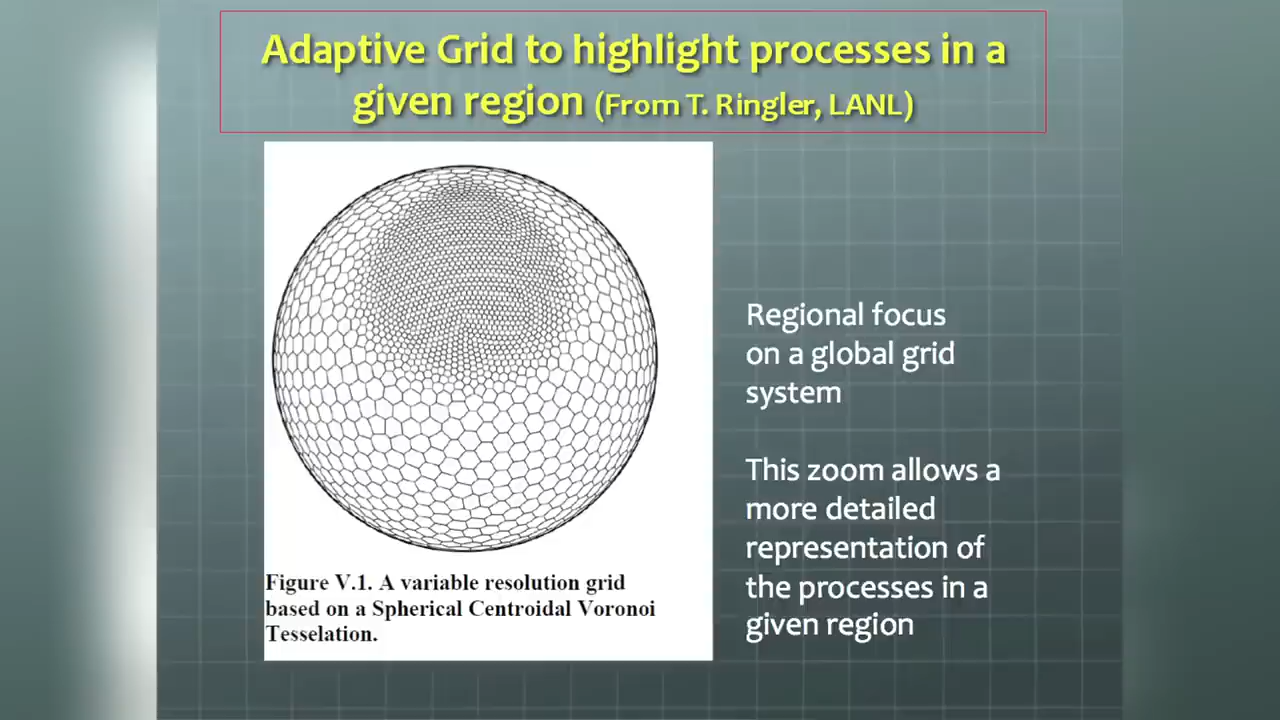 Adaptive Grid to highlight processes in a
given region (From T. Ringler, LANL)
Regional focus
on a global grid
system
This zoom allows a
more detailed
representation of
the processes in a
given region
Figure V.1. A variable resolution grid
based on a Spherical Centroidal Voronoi
Tesselation.